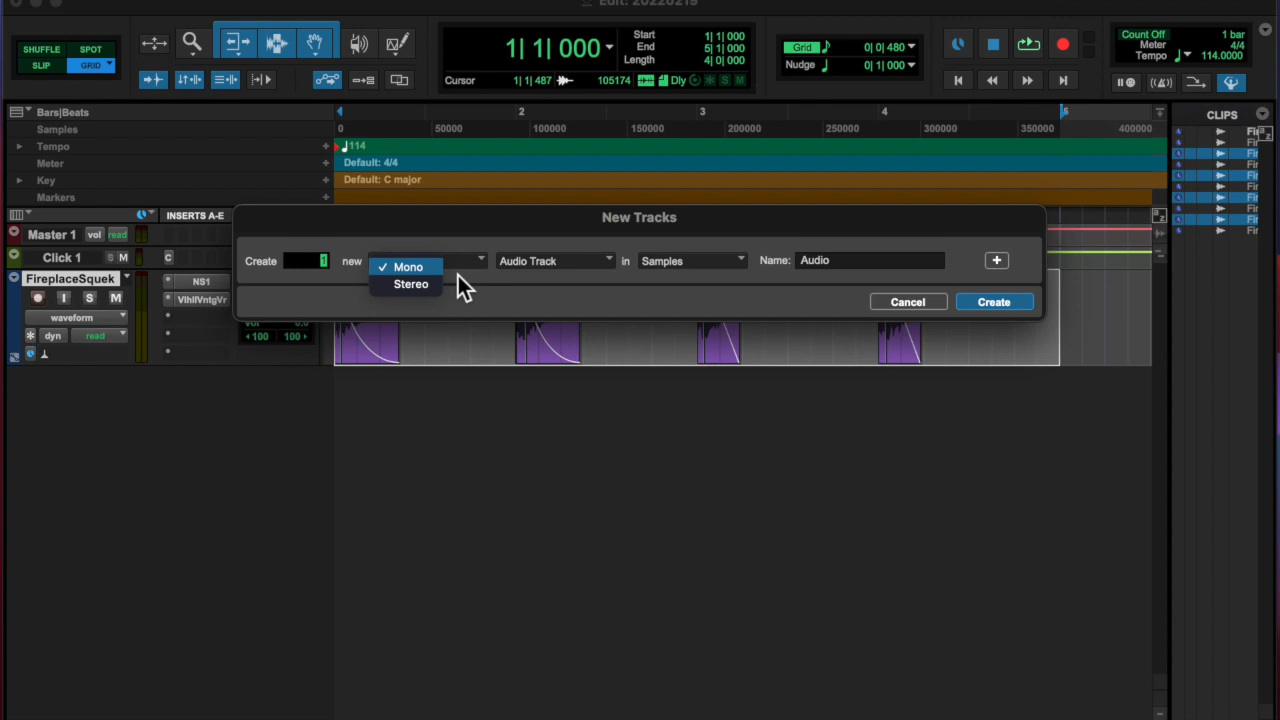 Edit: 20220219
SHUFFLE SPOT
SLIP GRID
1| 1| 000
Start 1| 1| 000
End 5| 1| 000
Length 4| 0| 000
Cursor 1| 1| 487 105174 Dly S M
Grid 0| 0| 480
Nudge 0| 1| 000
Count Off 1 bar
Meter 4/4
Tempo 114.0000
Bars|Beats 2 3 4 5
Samples 0 50000 100000 150000 200000 250000 300000 350000 400000
Tempo + 114
Meter + Default: 4/4
Key + Default: C major
Markers +
CLIPS
a z
INSERTS A-E
Master 1 vol read
Click 1 S M C
FireplaceSquek
I S M
waveform
dyn read
NS1
VlhllVntgVr
vol 0.0
100 100
New Tracks
Create 1 new Mono Audio Track in Samples Name: Audio +
Stereo
Cancel Create